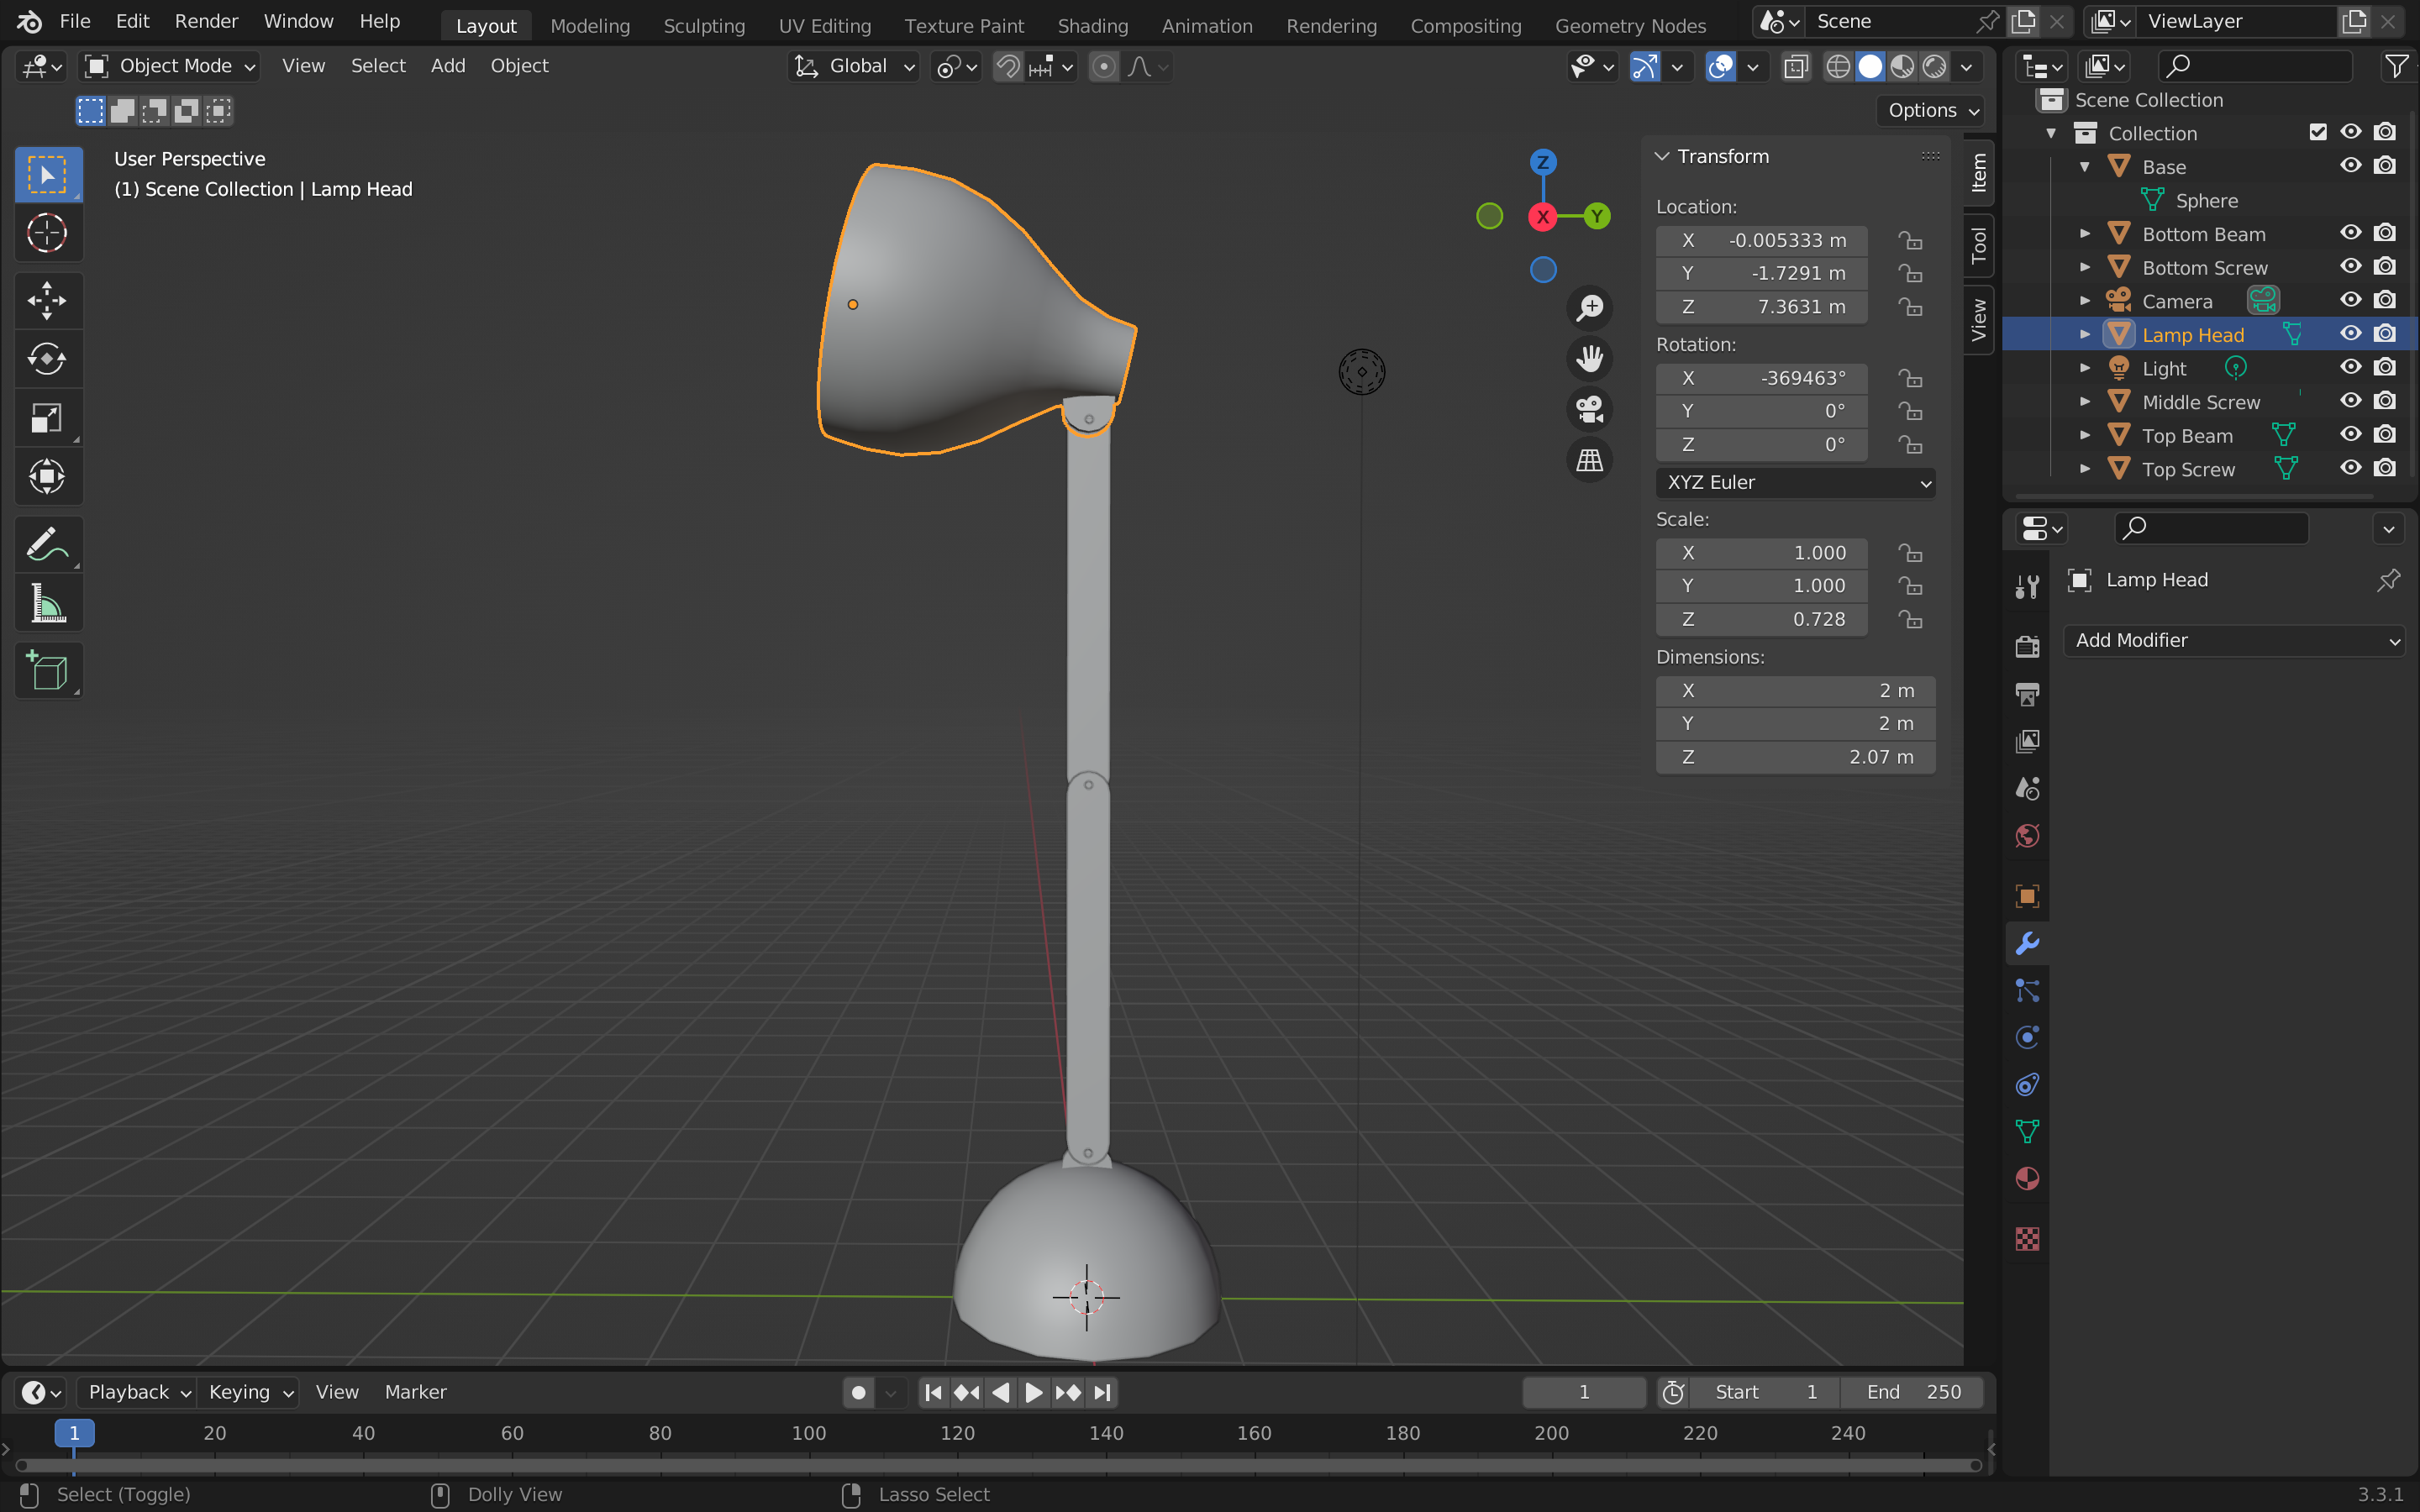 File Edit Render Window Help Layout Modeling Sculpting UV Editing Texture Paint Shading Animation Rendering Compositing Geometry Nodes Scene ViewLayer
Object Mode View Select Add Object Global
Options
User Perspective
(1) Scene Collection | Lamp Head
Z
X
Y
Transform
Location:
X -0.005333 m
Y -1.7291 m
Z 7.3631 m
Rotation:
X -369463°
Y 0°
Z 0°
XYZ Euler
Scale:
X 1.000
Y 1.000
Z 0.728
Dimensions:
X 2 m
Y 2 m
Z 2.07 m
Item
Tool
View
Scene Collection
Collection
Base
Sphere
Bottom Beam
Bottom Screw
Camera
Lamp Head
Light
Middle Screw
Top Beam
Top Screw
Lamp Head
Add Modifier
Playback Keying View Marker 1 Start 1 End 250
1 20 40 60 80 100 120 140 160 180 200 220 240
Select (Toggle) Dolly View Lasso Select 3.3.1